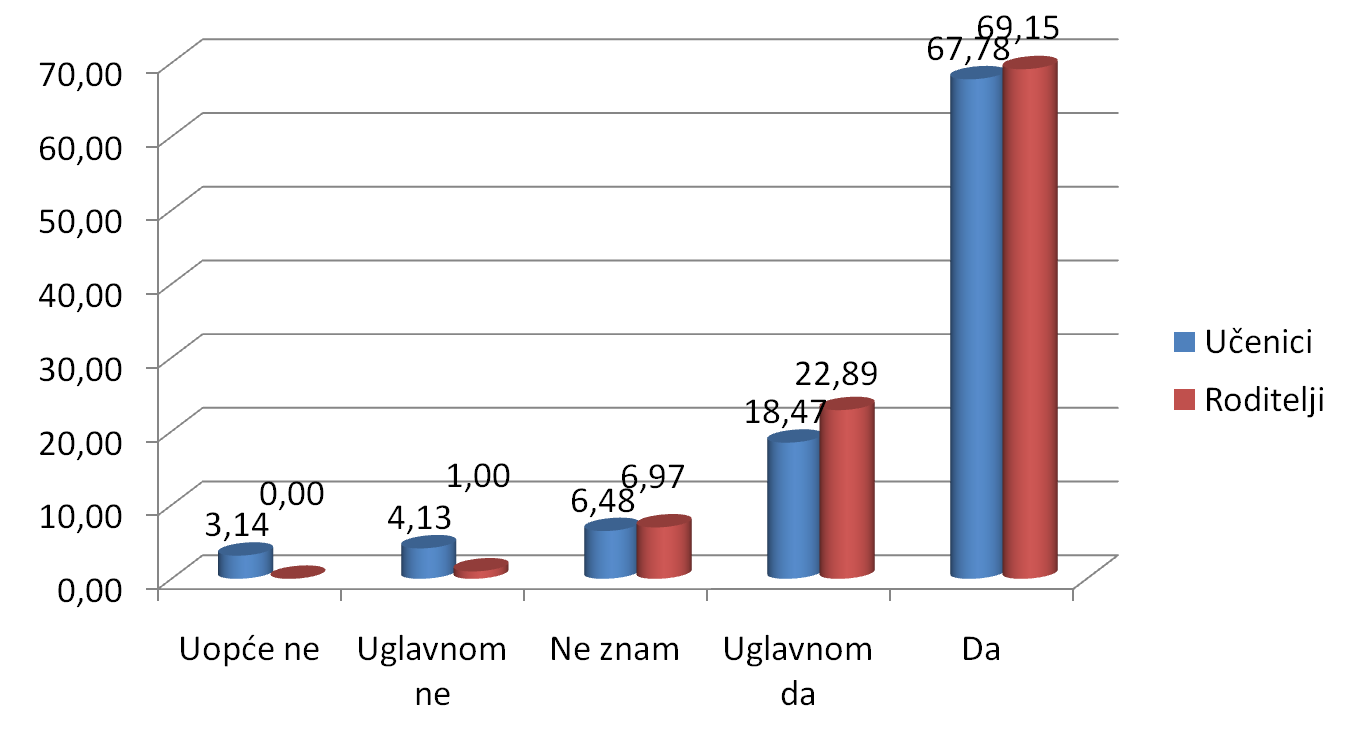 70,00
60,00
50,00
40,00
30,00
20,00
10,00
0,00
3,14
0,00
4,13
1,00
6,48
6,97
18,47
22,89
67,78
69,15
Uopće ne
Uglavnom
ne
Ne znam
Uglavnom
da
Da
Učenici
Roditelji